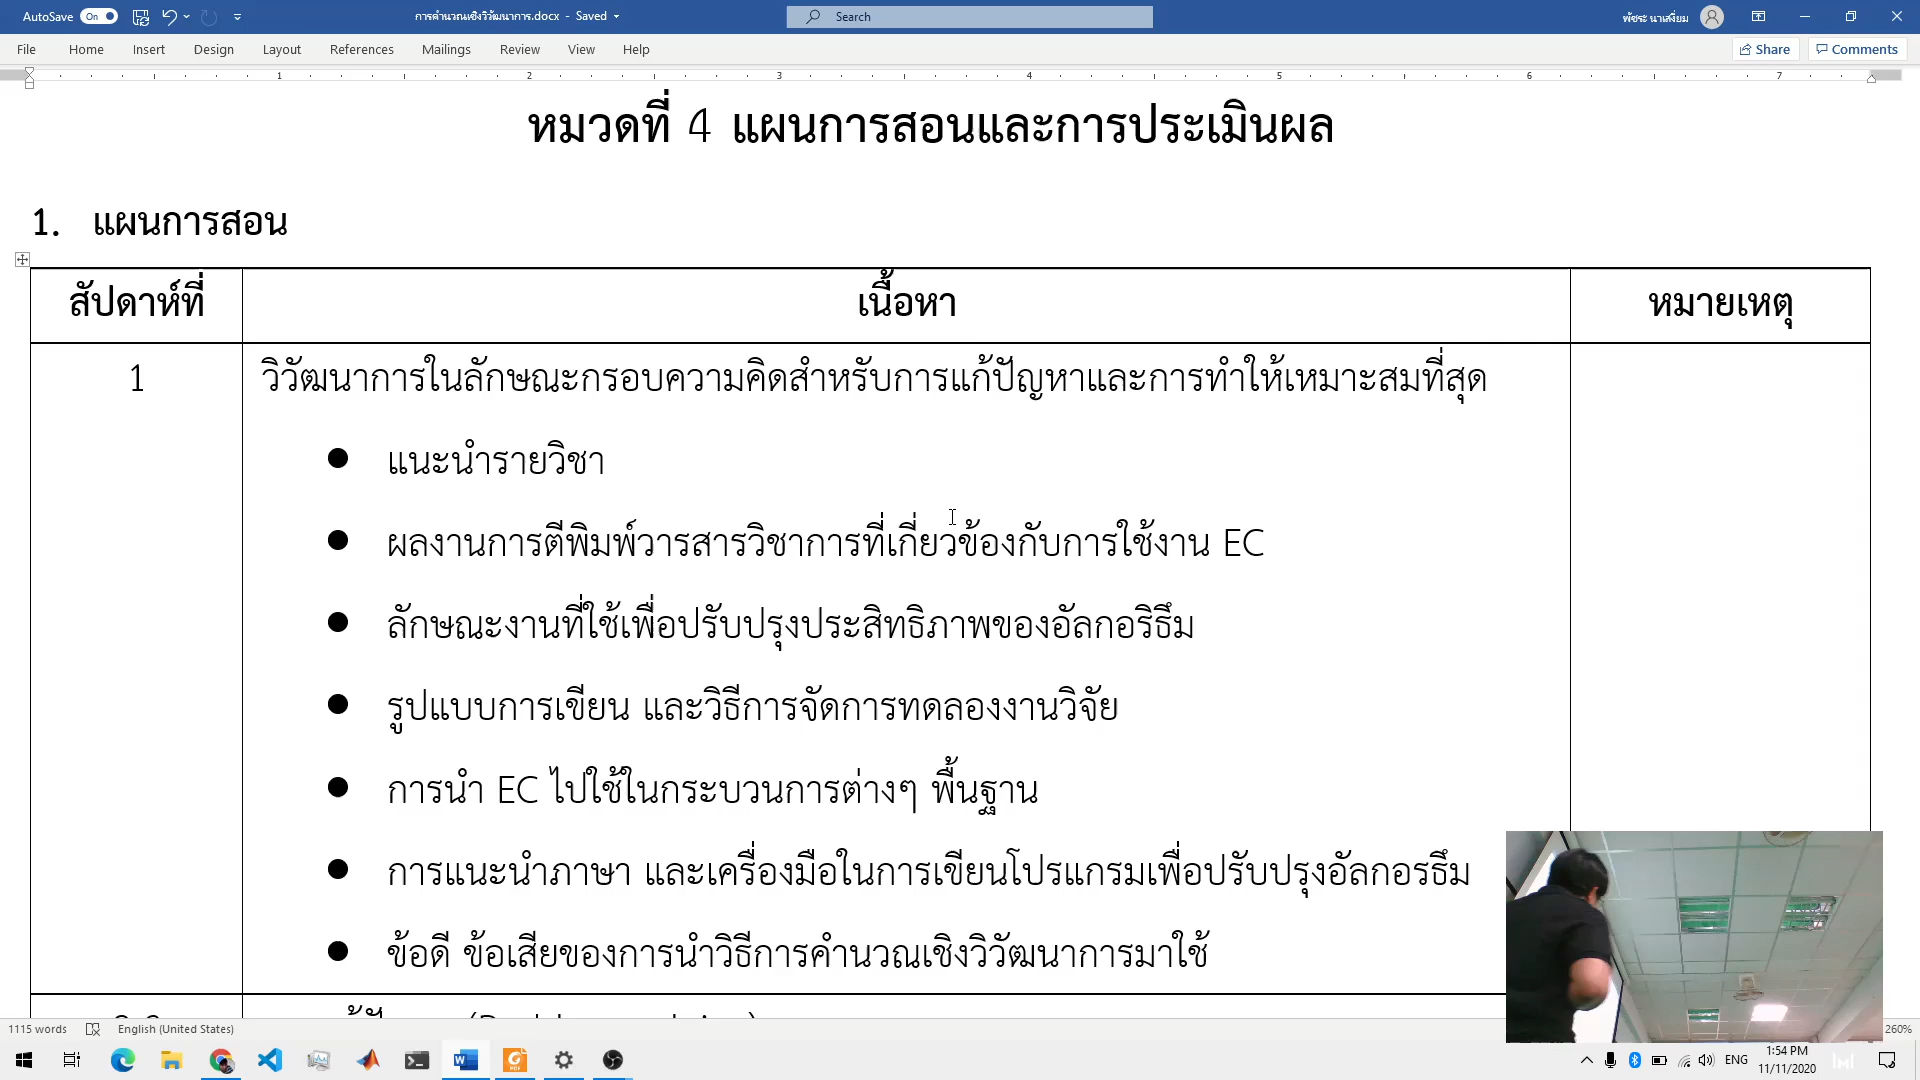 AutoSave On การคำนวณเชิงวิวัฒนาการ.docx - Saved Search พัชระ นาเสงี่ยม
File Home Insert Design Layout References Mailings Review View Help Share Comments
1 2 3 4 5 6 7
หมวดที่ 4 แผนการสอนและการประเมินผล
1. แผนการสอน
สัปดาห์ที่ เนื้อหา หมายเหตุ
1 วิวัฒนาการในลักษณะกรอบความคิดสำหรับการแก้ปัญหาและการทำให้เหมาะสมที่สุด
● แนะนำรายวิชา
● ผลงานการตีพิมพ์วารสารวิชาการที่เกี่ยวข้องกับการใช้งาน EC
● ลักษณะงานที่ใช้เพื่อปรับปรุงประสิทธิภาพของอัลกอริธึม
● รูปแบบการเขียน และวิธีการจัดการทดลองงานวิจัย
● การนำ EC ไปใช้ในกระบวนการต่างๆ พื้นฐาน
● การแนะนำภาษา และเครื่องมือในการเขียนโปรแกรมเพื่อปรับปรุงอัลกอรธึม
● ข้อดี ข้อเสียของการนำวิธีการคำนวณเชิงวิวัฒนาการมาใช้
1115 words English (United States) 260%
ENG 1:54 PM
11/11/2020